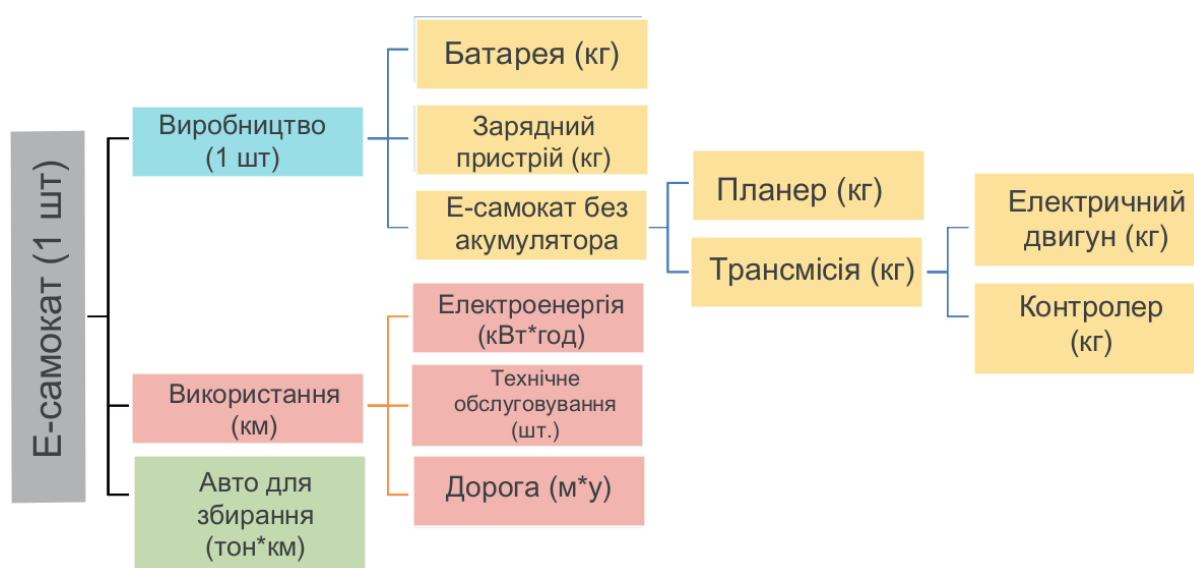 Е-самокат (1 шт)
Виробництво
(1 шт)
Батарея (кг)
Зарядний
пристрій (кг)
Е-самокат без
акумулятора
Планер (кг)
Трансмісія (кг)
Електричний
двигун (кг)
Контролер
(кг)
Використання
(км)
Електроенергія
(кВт*год)
Технічне
обслуговування
(шт.)
Дорога (м*у)
Авто для
збирання
(тон*км)